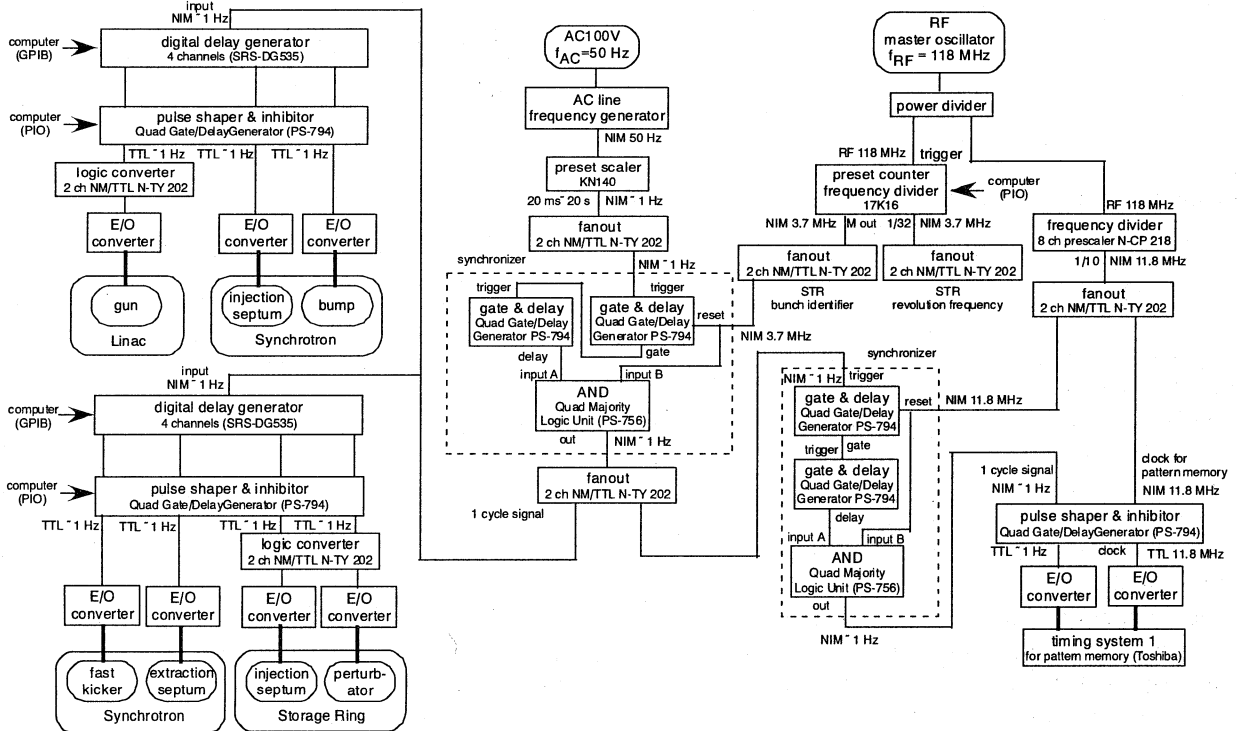 input
NIM ~ 1 Hz
computer
(GPIB)
digital delay generator
4 channels (SRS-DG535)
computer
(PIO)
pulse shaper & inhibitor
Quad Gate/DelayGenerator (PS-794)
TTL ~ 1 Hz
TTL ~ 1 Hz
TTL ~ 1 Hz
logic converter
2 ch NM/TTL N-TY 202
E/O
converter
E/O
converter
E/O
converter
gun
Linac
injection
septum
bump
Synchrotron
input
NIM ~ 1 Hz
computer
(GPIB)
digital delay generator
4 channels (SRS-DG535)
computer
(PIO)
pulse shaper & inhibitor
Quad Gate/DelayGenerator (PS-794)
TTL ~ 1 Hz
TTL ~ 1 Hz
TTL ~ 1 Hz
TTL ~ 1 Hz
logic converter
2 ch NM/TTL N-TY 202
E/O
converter
E/O
converter
E/O
converter
E/O
converter
fast
kicker
extraction
septum
Synchrotron
injection
septum
perturb-
ator
Storage Ring
AC100V
fAC=50 Hz
AC line
frequency generator
NIM 50 Hz
preset scaler
KN140
20 ms~ 20 s
NIM ~ 1 Hz
fanout
2 ch NM/TTL N-TY 202
synchronizer
NIM ~ 1 Hz
trigger
trigger
gate & delay
Quad Gate/Delay
Generator PS-794
gate & delay
Quad Gate/Delay
Generator PS-794
reset
NIM 3.7 MHz
delay
gate
input A
input B
AND
Quad Majority
Logic Unit (PS-756)
out
NIM ~ 1 Hz
fanout
2 ch NM/TTL N-TY 202
1 cycle signal
RF
master oscillator
fRF = 118 MHz
power divider
RF 118 MHz
trigger
preset counter
frequency divider
17K16
computer
(PIO)
NIM 3.7 MHz
M out
1/32
NIM 3.7 MHz
fanout
2 ch NM/TTL N-TY 202
STR
bunch identifier
fanout
2 ch NM/TTL N-TY 202
STR
revolution frequency
RF 118 MHz
frequency divider
8 ch prescaler N-CP 218
1/10
NIM 11.8 MHz
fanout
2 ch NM/TTL N-TY 202
synchronizer
NIM ~ 1 Hz
trigger
gate & delay
Quad Gate/Delay
Generator PS-794
reset
NIM 11.8 MHz
trigger
gate
gate & delay
Quad Gate/Delay
Generator PS-794
delay
input A
input B
AND
Quad Majority
Logic Unit (PS-756)
out
NIM ~ 1 Hz
1 cycle signal
NIM ~ 1 Hz
clock for
pattern memory
NIM 11.8 MHz
pulse shaper & inhibitor
Quad Gate/DelayGenerator (PS-794)
TTL ~ 1 Hz
clock
TTL 11.8 MHz
E/O
converter
E/O
converter
timing system 1
for pattern memory (Toshiba)